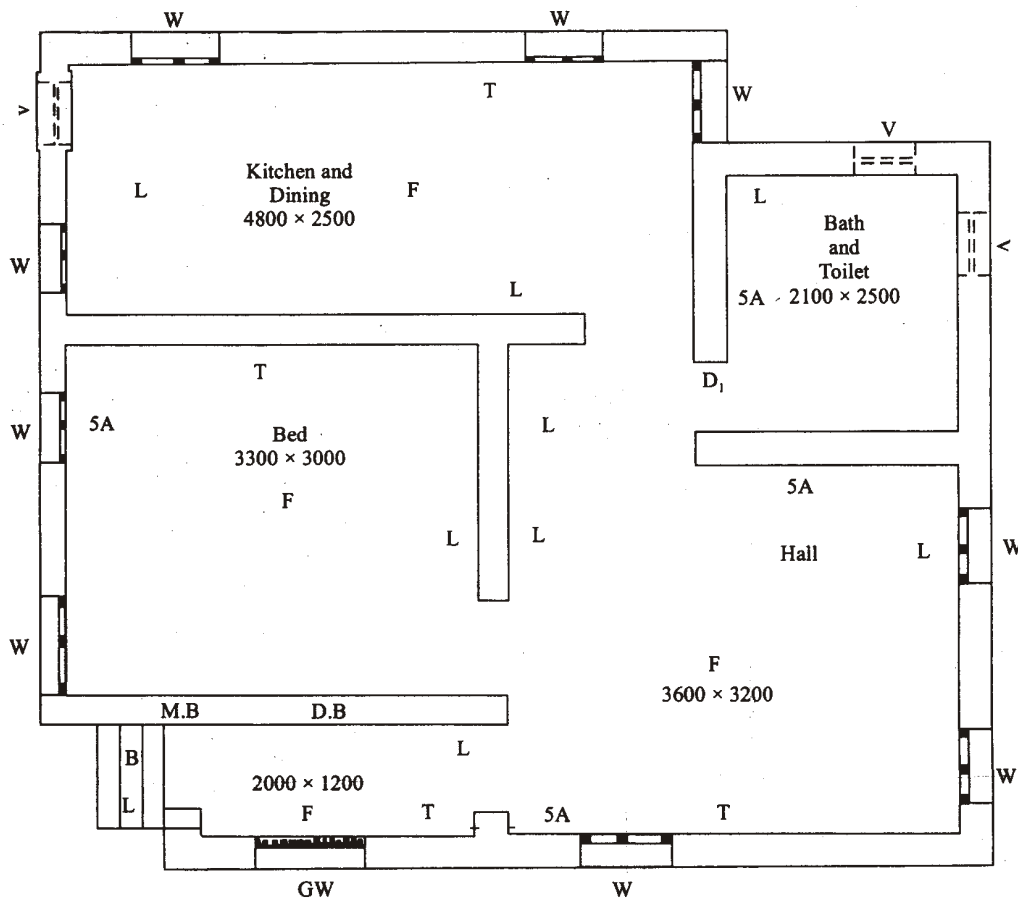 W
W
T
W
v
V
Kitchen and
Dining
4800 × 2500
L
F
L
Bath
and
Toilet
2100 × 2500
V
W
L
5A
T
D1
W
5A
Bed
3300 × 3000
L
5A
F
L
L
Hall
L
W
W
F
3600 × 3200
M.B
D.B
L
B
2000 × 1200
W
L
F
T
5A
T
GW
W